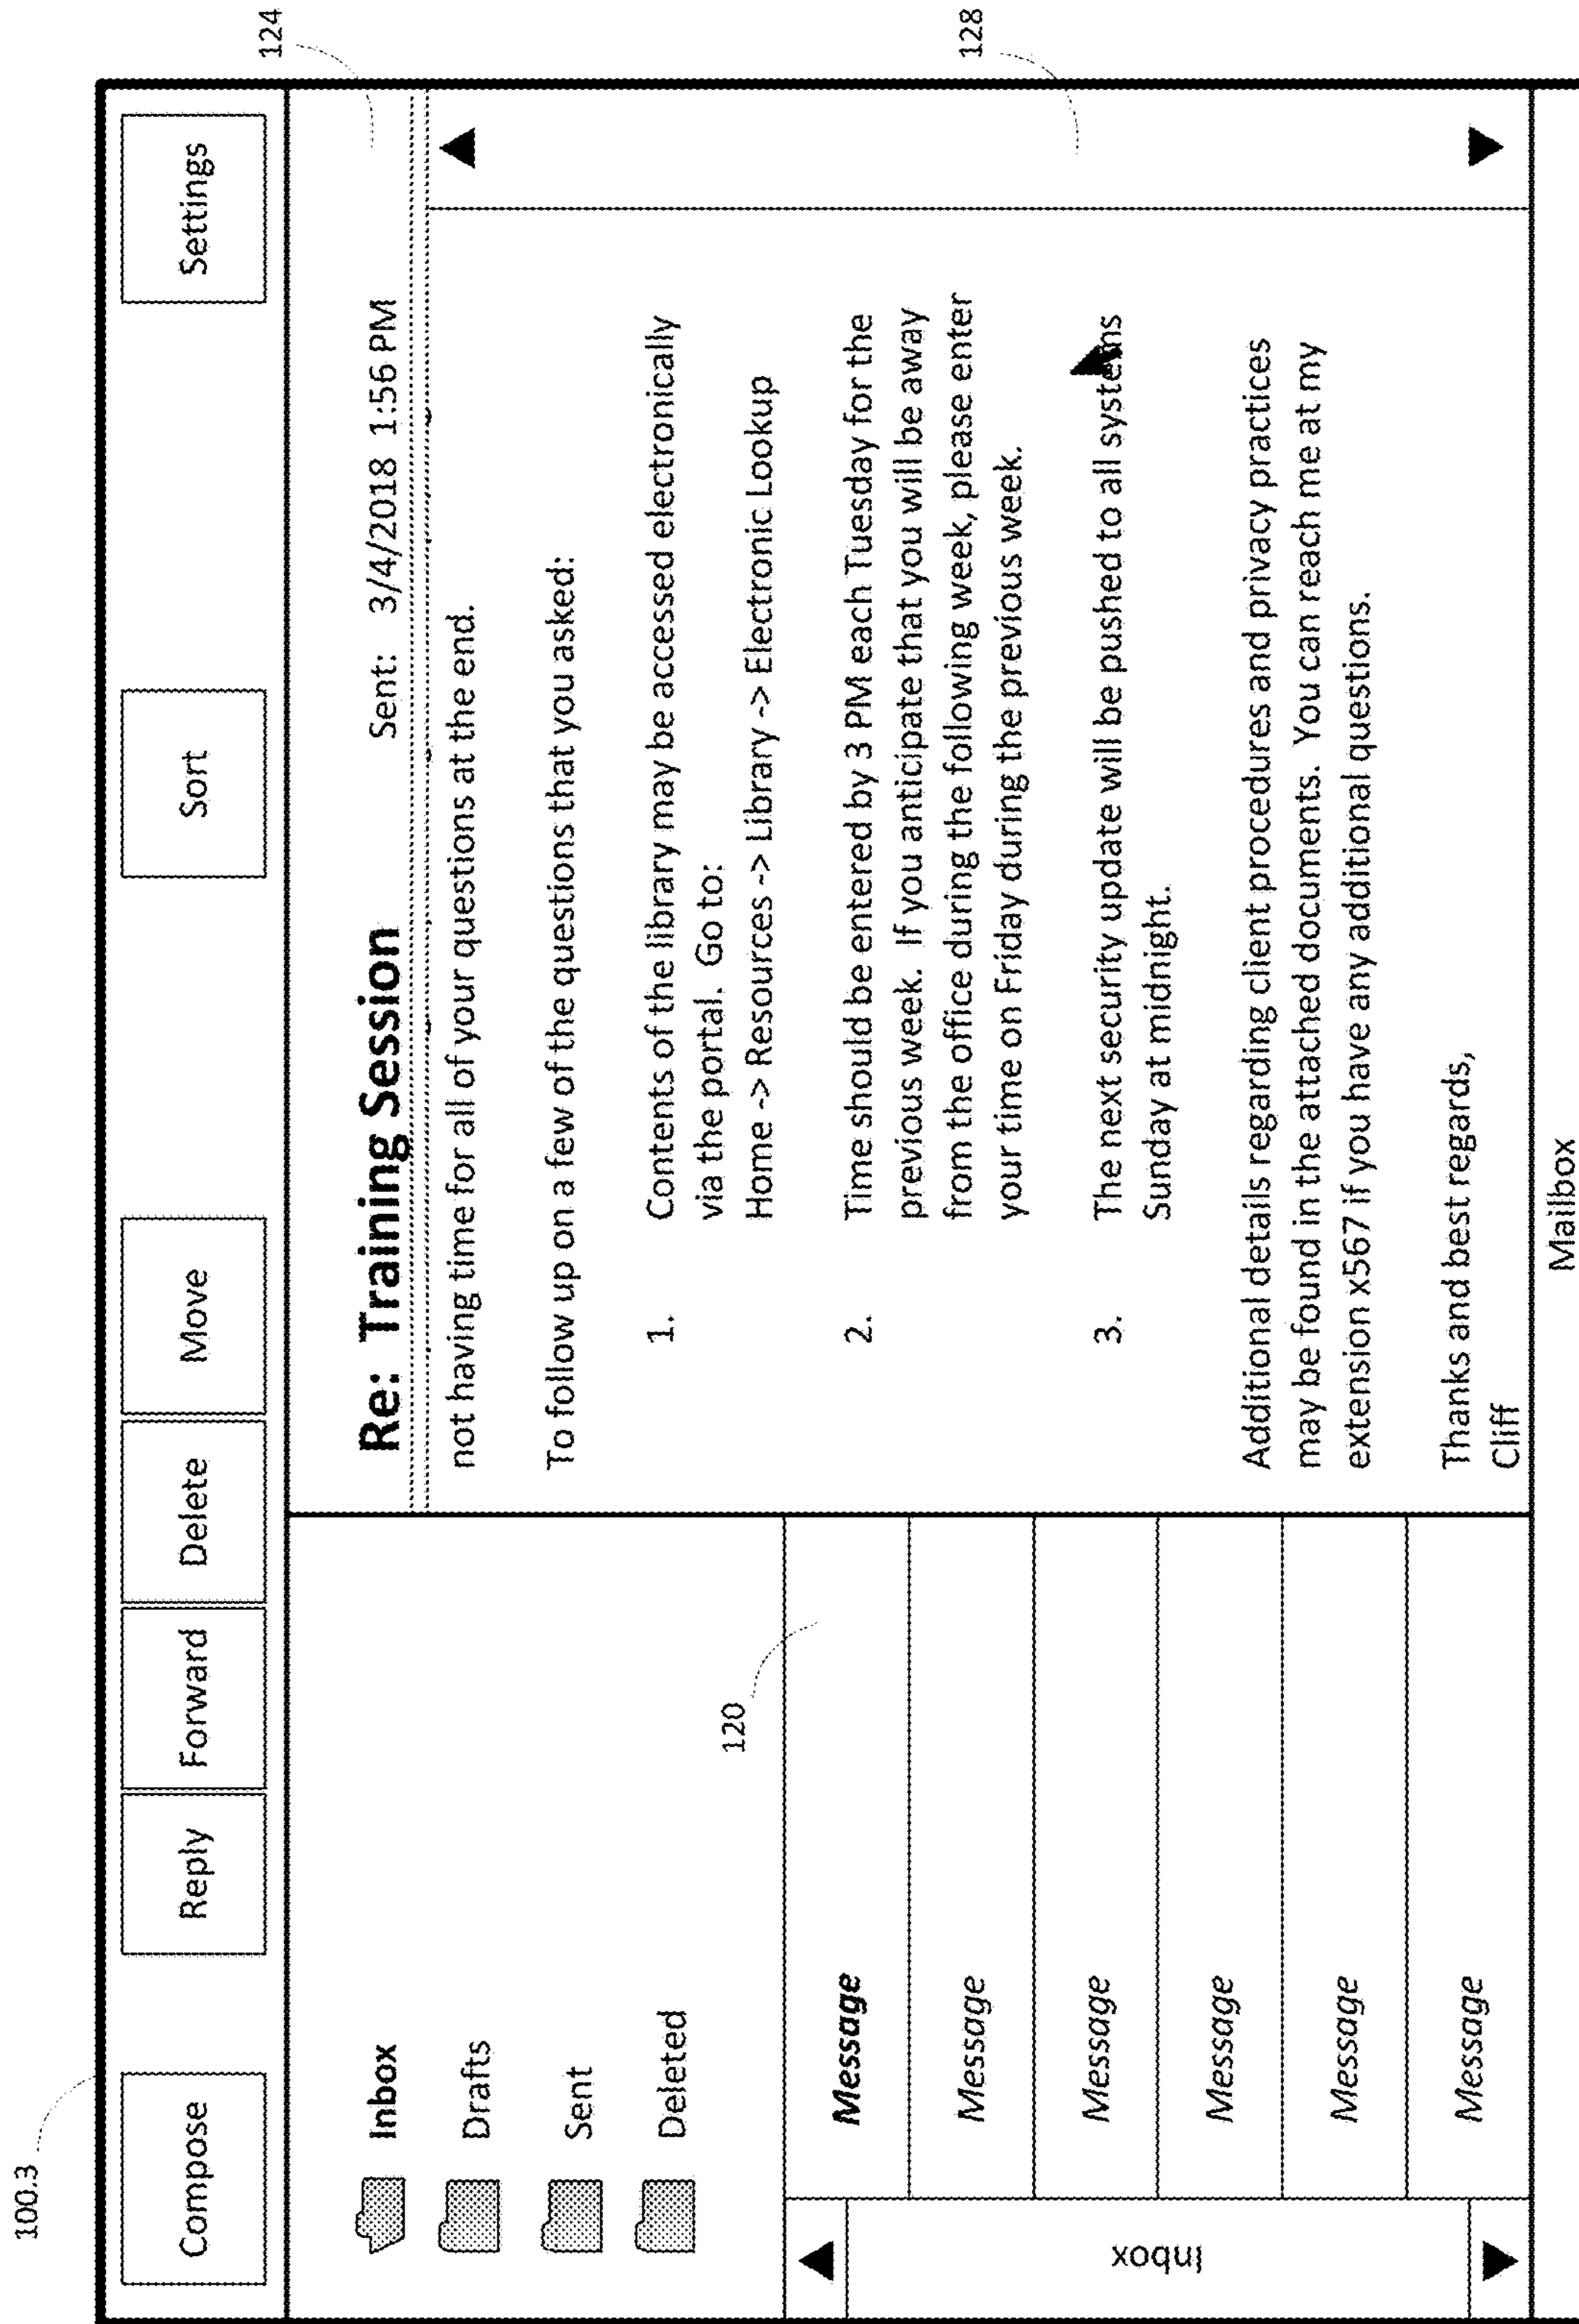 100.3
124
Compose
Reply
Forward
Delete
Move
Sort
Settings
Inbox
Drafts
Sent
Deleted
120
Inbox
Message
Message
Message
Message
Message
Message
Re: Training Session
Sent: 3/4/2018 1:56 PM
not having time for all of your questions at the end.
To follow up on a few of the questions that you asked:
1. Contents of the library may be accessed electronically
via the portal. Go to:
Home -> Resources -> Library -> Electronic Lookup
2. Time should be entered by 3 PM each Tuesday for the
previous week. If you anticipate that you will be away
from the office during the following week, please enter
your time on Friday during the previous week.
3. The next security update will be pushed to all systems
Sunday at midnight.
Additional details regarding client procedures and privacy practices
may be found in the attached documents. You can reach me at my
extension x567 if you have any additional questions.
Thanks and best regards,
Cliff
128
Mailbox